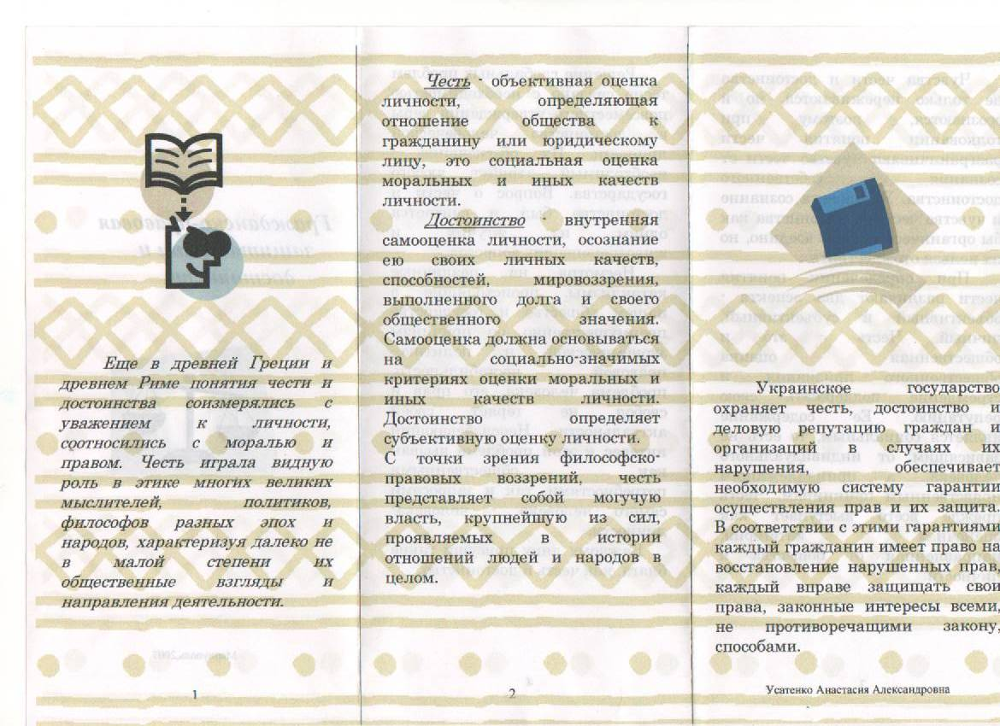 Еще в древней Греции и
древнем Риме понятия чести и
достоинства соизмерялись с
уважением к личности,
соотносились с моралью и
правом. Честь играла видную
роль в этике многих великих
мыслителей, политиков,
философов разных эпох и
народов, характеризуя далеко не
в малой степени их
общественные взгляды и
направления деятельности.
1
Честь - объективная оценка
личности, определяющая
отношение общества к
гражданину или юридическому
лицу, это социальная оценка
моральных и иных качеств
личности.
Достоинство - внутренняя
самооценка личности, осознание
ею своих личных качеств,
способностей, мировоззрения,
выполненного долга и своего
общественного значения.
Самооценка должна основываться
на социально-значимых
критериях оценки моральных и
иных качеств личности.
Достоинство определяет
субъективную оценку личности.
С точки зрения философско-
правовых воззрений, честь
представляет собой могучую
власть, крупнейшую из сил,
проявляемых в истории
отношений людей и народов в
целом.
2
Украинское государство
охраняет честь, достоинство и
деловую репутацию граждан и
организаций в случаях их
нарушения, обеспечивает
необходимую систему гарантии
осуществления прав и их защита.
В соответствии с этими гарантиями
каждый гражданин имеет право на
восстановление нарушенных прав,
каждый вправе защищать свои
права, законные интересы всеми,
не противоречащими закону,
способами.
Усатенко Анастасия Александровна